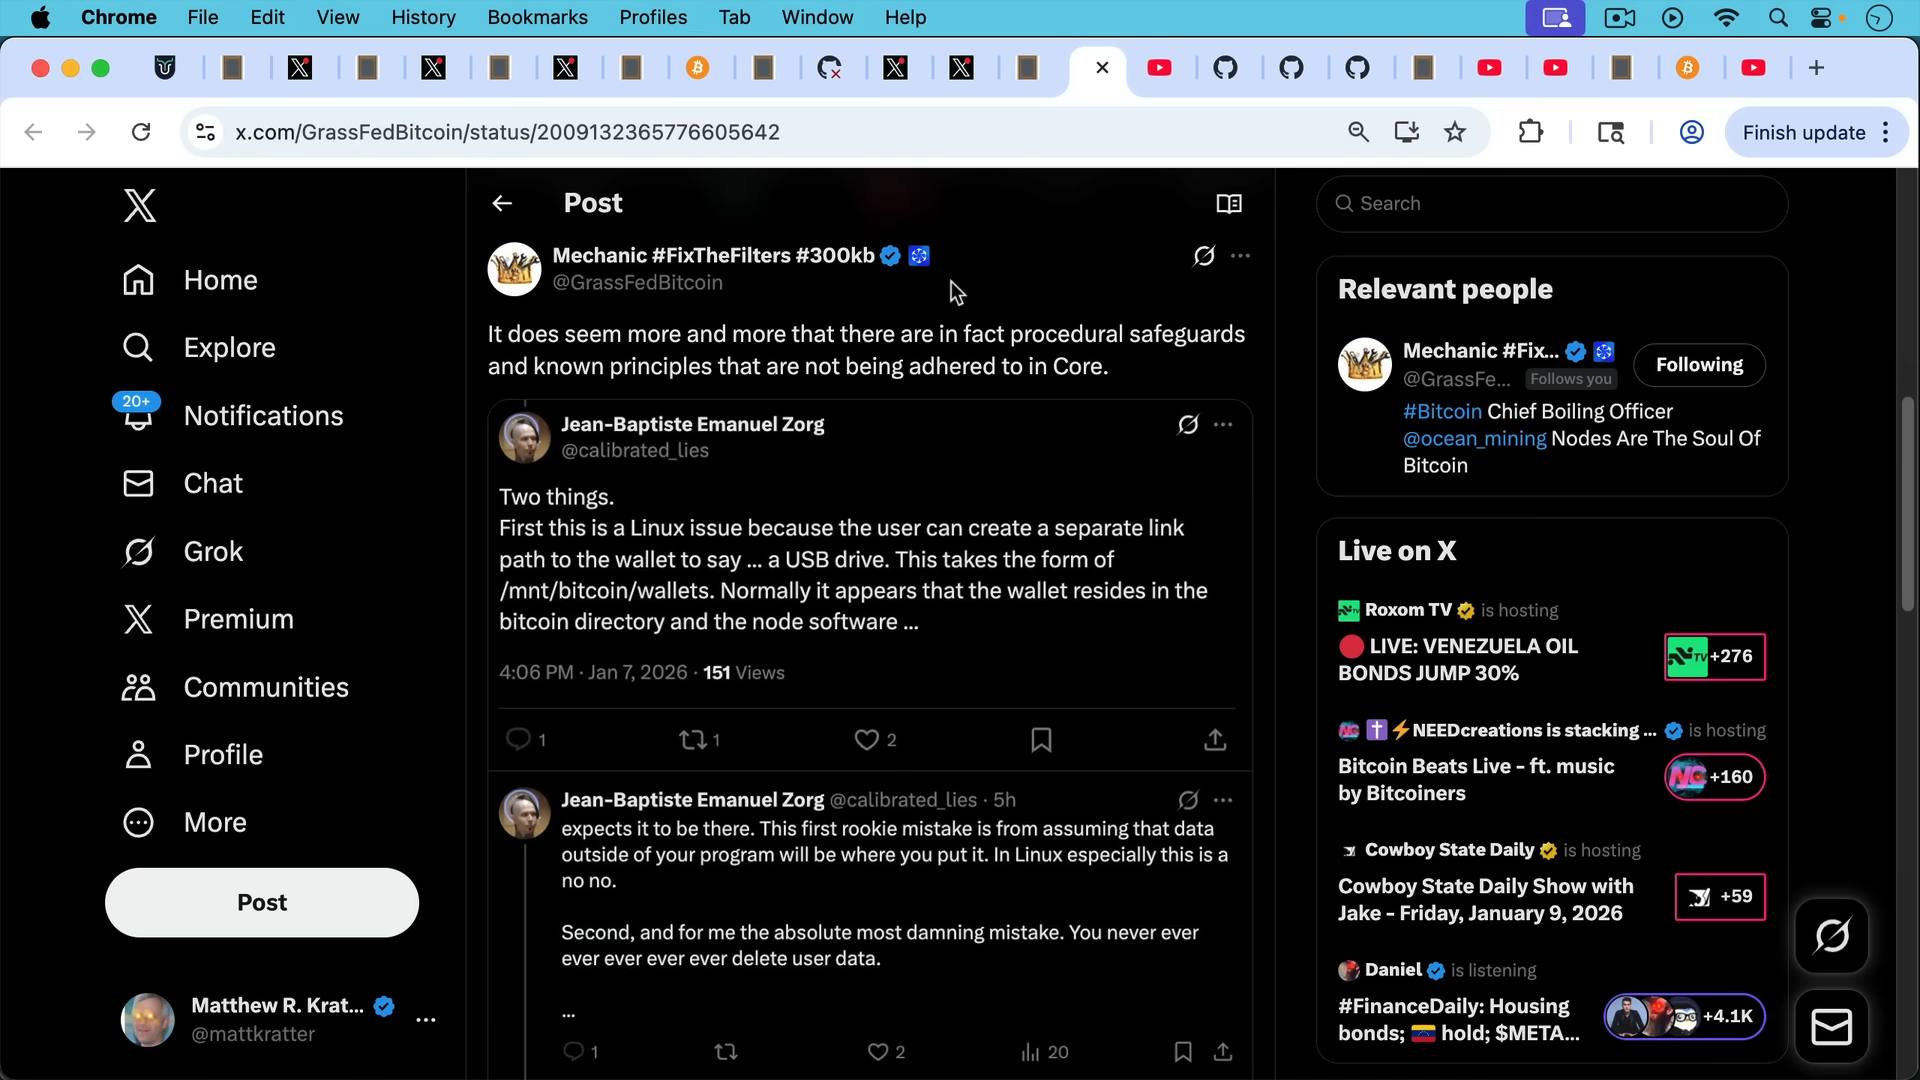 Chrome File Edit View History Bookmarks Profiles Tab Window Help
x.com/GrassFedBitcoin/status/2009132365776605642
Finish update
Home
Explore
20+
Notifications
Chat
Grok
Premium
Communities
Profile
More
Post
Matthew R. Krat...
@mattkratter
Post
Mechanic #FixTheFilters #300kb
@GrassFedBitcoin
It does seem more and more that there are in fact procedural safeguards
and known principles that are not being adhered to in Core.
Jean-Baptiste Emanuel Zorg
@calibrated_lies
Two things.
First this is a Linux issue because the user can create a separate link
path to the wallet to say ... a USB drive. This takes the form of
/mnt/bitcoin/wallets. Normally it appears that the wallet resides in the
bitcoin directory and the node software ...
4:06 PM · Jan 7, 2026 · 151 Views
1 1 2
Jean-Baptiste Emanuel Zorg @calibrated_lies · 5h
expects it to be there. This first rookie mistake is from assuming that data
outside of your program will be where you put it. In Linux especially this is a
no no.
Second, and for me the absolute most damning mistake. You never ever
ever ever ever ever delete user data.
...
1 2 20
Search
Relevant people
Mechanic #Fix...
@GrassFe... Follows you
Following
#Bitcoin Chief Boiling Officer
@ocean_mining Nodes Are The Soul Of
Bitcoin
Live on X
Roxom TV is hosting
LIVE: VENEZUELA OIL
BONDS JUMP 30%
TV +276
NEEDcreations is stacking ... is hosting
Bitcoin Beats Live - ft. music
by Bitcoiners
NC +160
Cowboy State Daily is hosting
Cowboy State Daily Show with
Jake - Friday, January 9, 2026
+59
Daniel is listening
#FinanceDaily: Housing
bonds; 🇻🇪 hold; $META...
+4.1K